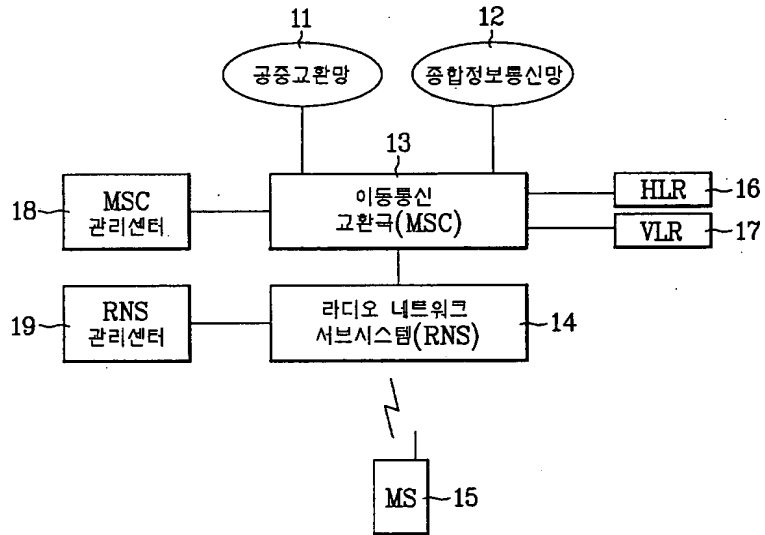 11
12
공중교환망
종합정보통신망
13
18
MSC
관리센터
이동통신
교환국(MSC)
HLR
16
VLR
17
19
RNS
관리센터
라디오 네트워크
서브시스템(RNS)
14
MS
15